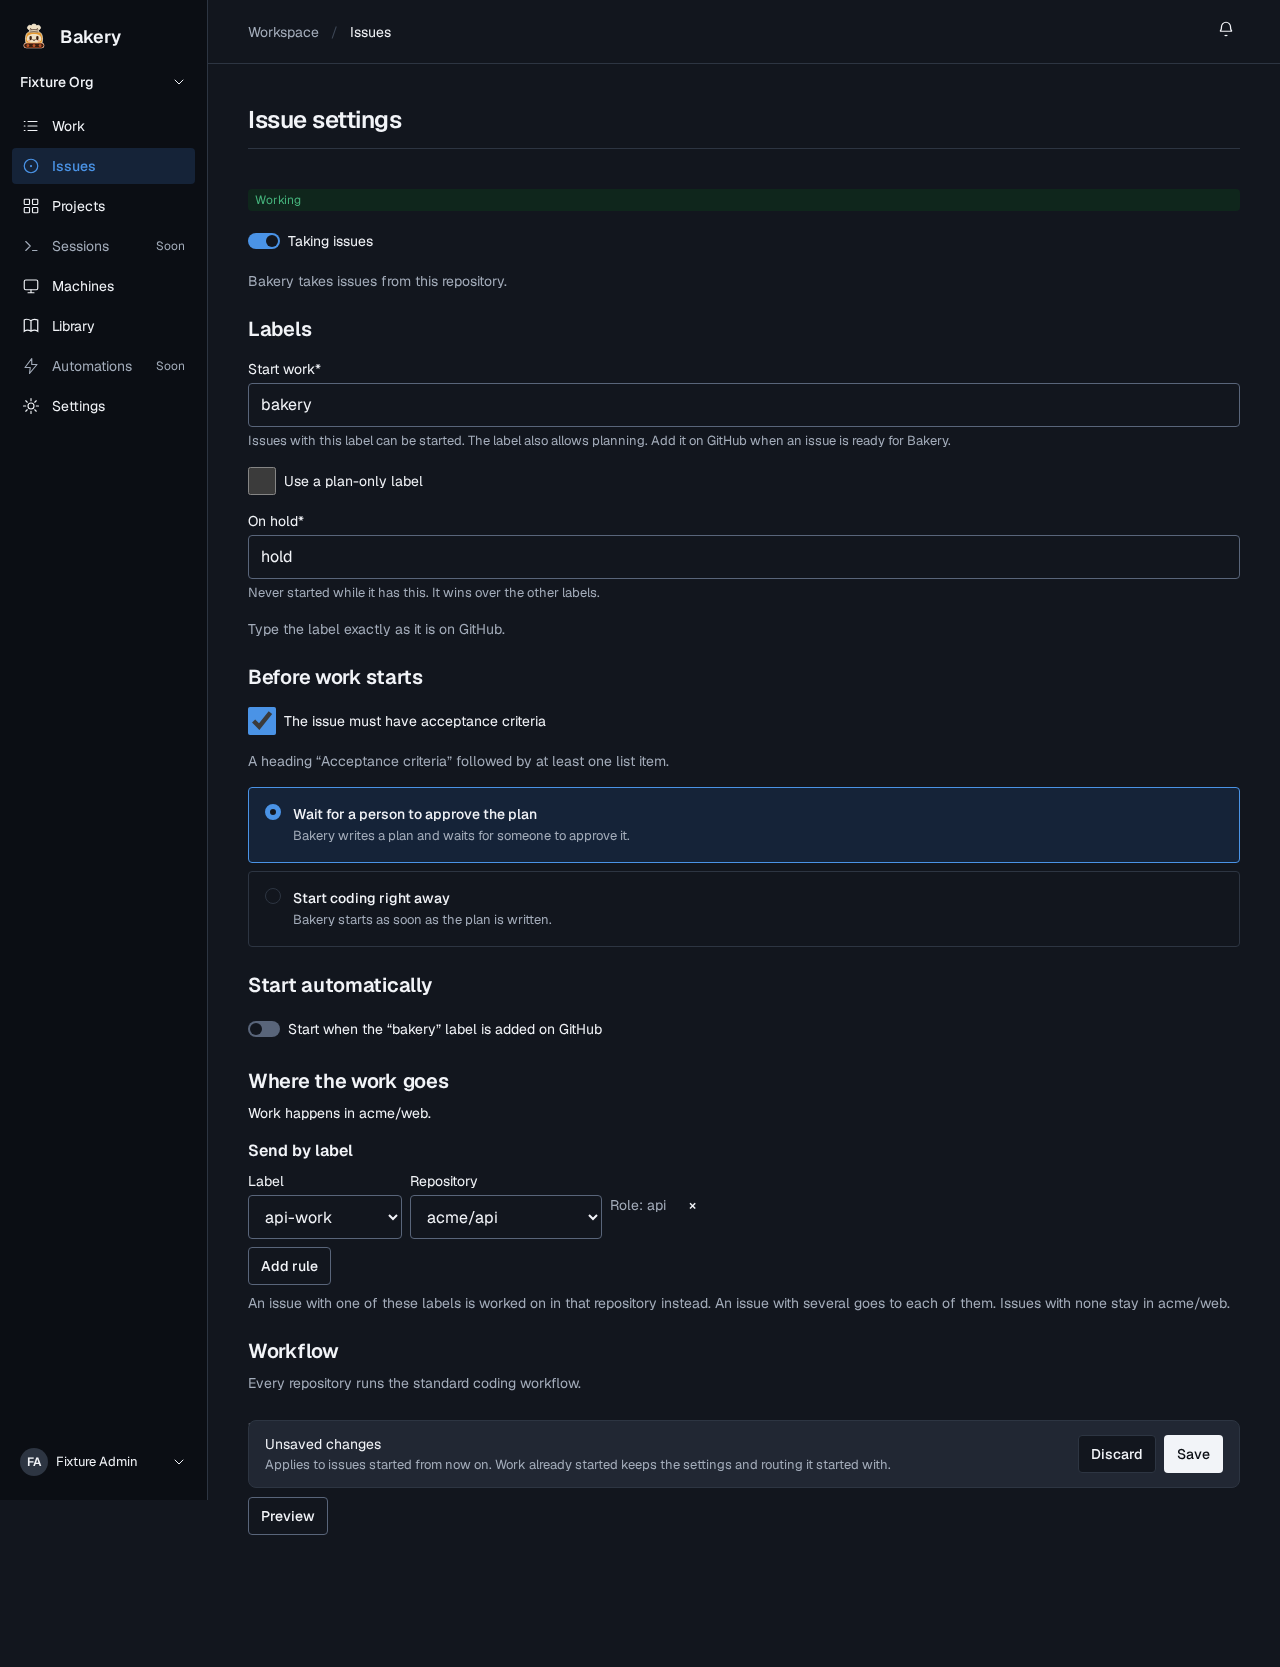 Bakery
Fixture Org
Work
Issues
Projects
Sessions Soon
Machines
Library
Automations Soon
Settings
FA Fixture Admin
Workspace / Issues
Issue settings
Working
Taking issues
Bakery takes issues from this repository.
Labels
Start work*
bakery
Issues with this label can be started. The label also allows planning. Add it on GitHub when an issue is ready for Bakery.
Use a plan-only label
On hold*
hold
Never started while it has this. It wins over the other labels.
Type the label exactly as it is on GitHub.
Before work starts
The issue must have acceptance criteria
A heading “Acceptance criteria” followed by at least one list item.
Wait for a person to approve the plan
Bakery writes a plan and waits for someone to approve it.
Start coding right away
Bakery starts as soon as the plan is written.
Start automatically
Start when the “bakery” label is added on GitHub
Where the work goes
Work happens in acme/web.
Send by label
Label Repository
api-work acme/api Role: api ×
Add rule
An issue with one of these labels is worked on in that repository instead. An issue with several goes to each of them. Issues with none stay in acme/web.
Workflow
Every repository runs the standard coding workflow.
Unsaved changes
Applies to issues started from now on. Work already started keeps the settings and routing it started with.
Discard Save
Preview